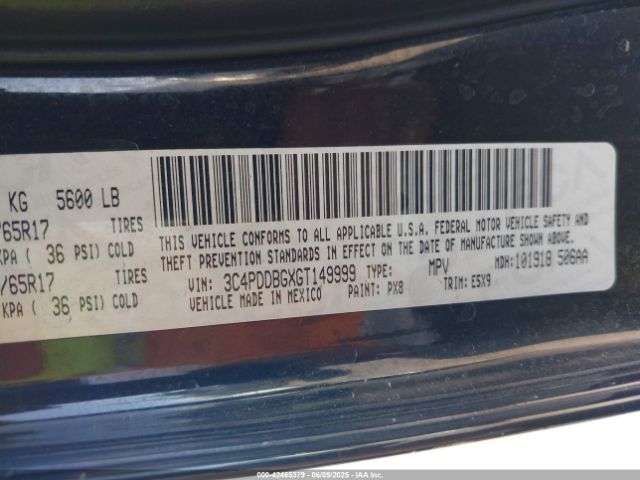 KG 5600 LB
/65R17 TIRES
KPA ( 36 PSI) COLD
/65R17 TIRES
KPA ( 36 PSI) COLD
THIS VEHICLE CONFORMS TO ALL APPLICABLE U.S.A. FEDERAL MOTOR VEHICLE SAFETY AND
THEFT PREVENTION STANDARDS IN EFFECT ON THE DATE OF MANUFACTURE SHOWN ABOVE.
VIN: 3C4PDDBGXGT149999 TYPE: MPV MDH: 101918 506AA
VEHICLE MADE IN MEXICO PAINT: PX8 TRIM: E5X9
00-42465379 - 06/09/2025 - IAA Inc.